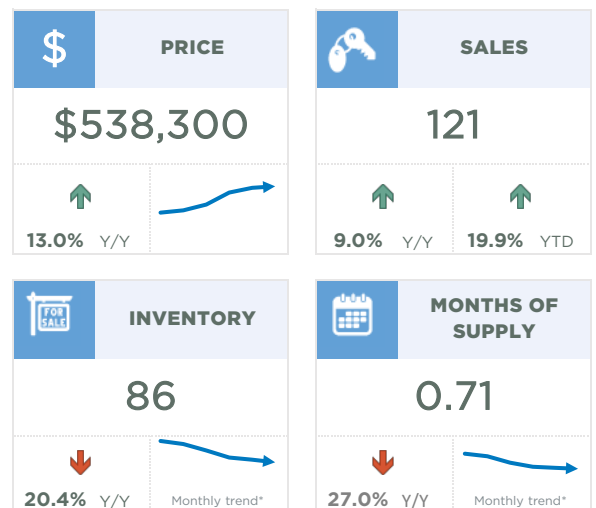 $
PRICE
$538,300
13.0% Y/Y
SALES
121
9.0% Y/Y
19.9% YTD
FOR
SALE
INVENTORY
86
20.4% Y/Y
Monthly trend*
MONTHS OF
SUPPLY
0.71
27.0% Y/Y
Monthly trend*